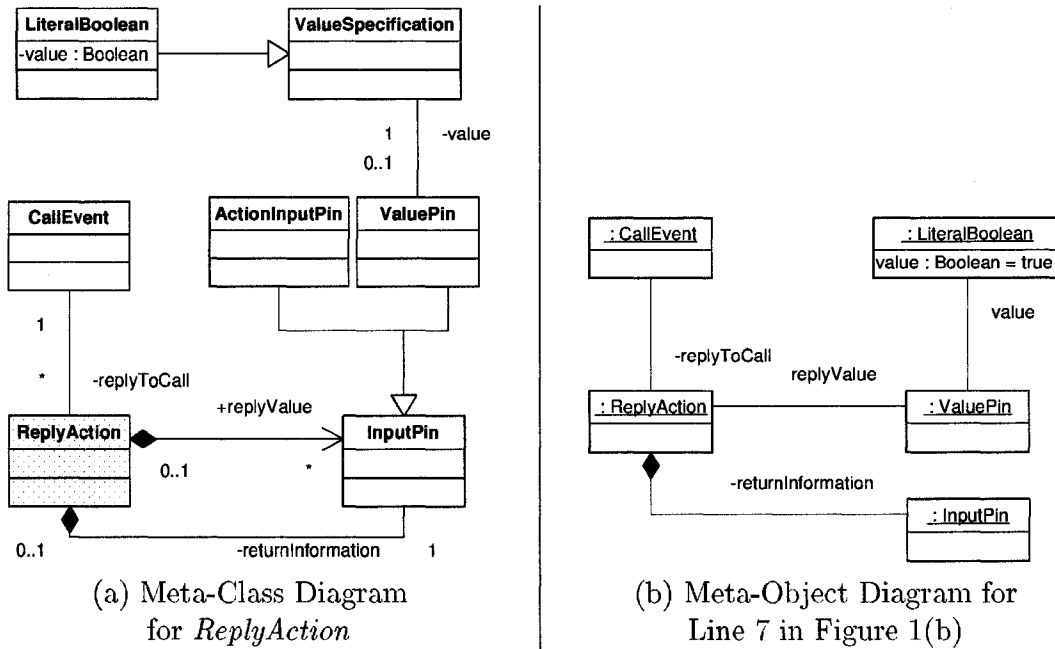 LiteralBoolean
-value : Boolean
ValueSpecification
1
-value
0..1
CallEvent
ActionInputPin
ValuePin
1
*
-replyToCall
+replyValue
ReplyAction
InputPin
0..1
*
0..1
-returnInformation
1
(a) Meta-Class Diagram
for ReplyAction
: CallEvent
: LiteralBoolean
value : Boolean = true
value
-replyToCall
replyValue
: ReplyAction
: ValuePin
-returnInformation
: InputPin
(b) Meta-Object Diagram for
Line 7 in Figure 1(b)